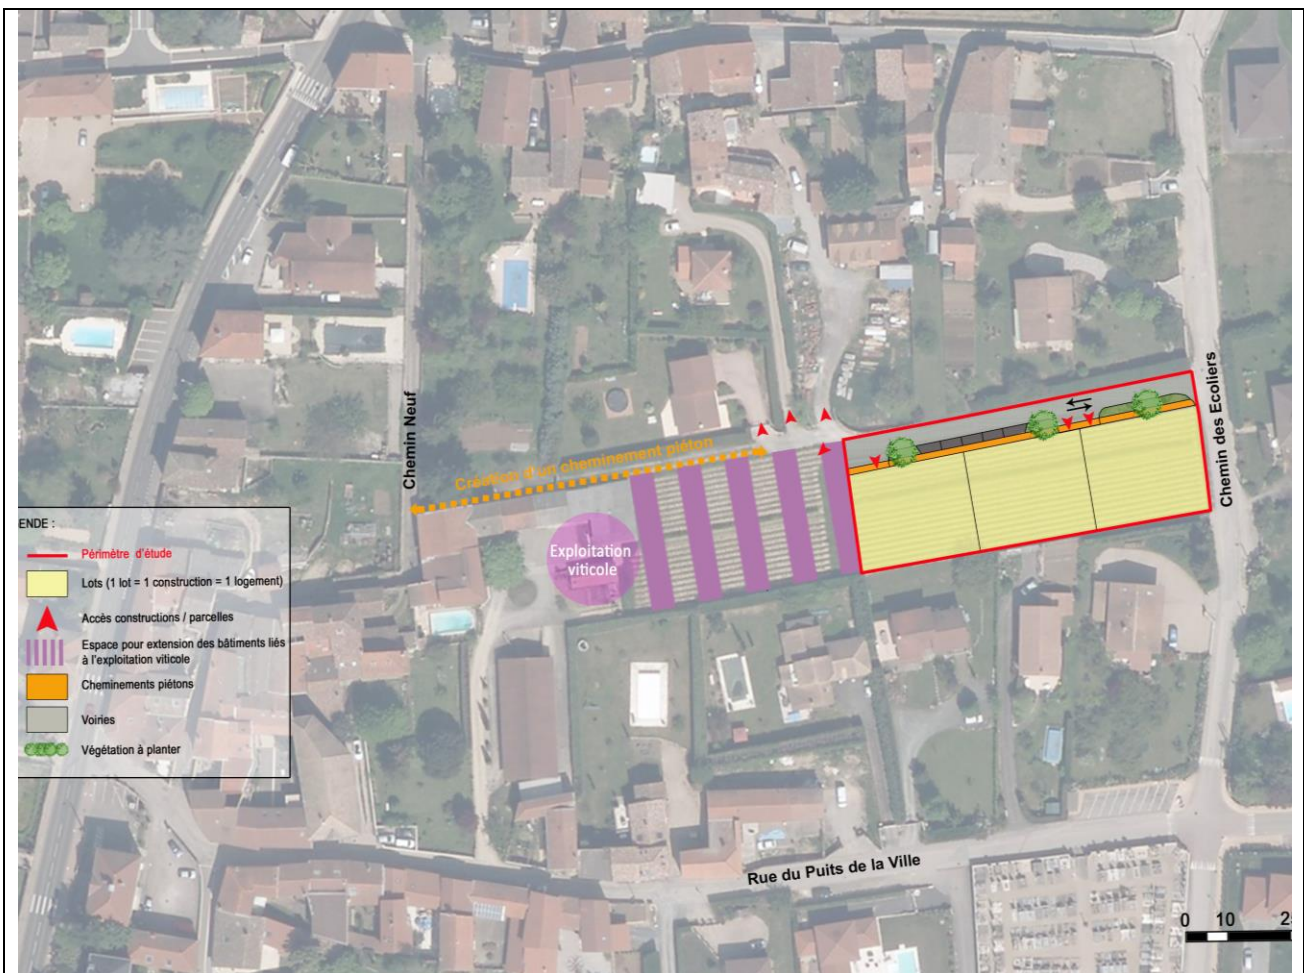 Chemin Neuf
Chemin des Ecoliers
Création d'un cheminement piéton
Exploitation
viticole
ENDE :
Périmètre d'étude
Lots (1 lot = 1 construction = 1 logement)
Accès constructions / parcelles
Espace pour extension des bâtiments liés
à l'exploitation viticole
Cheminements piétons
Voiries
Végétation à planter
Rue du Puits de la Ville
0 10 2